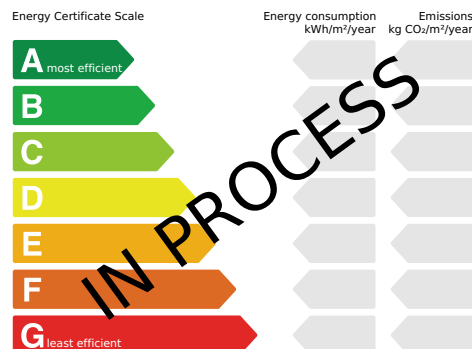 Energy Certificate Scale
Energy consumption
kWh/m²/year
Emissions
kg CO₂/m²/year
A most efficient
B
C
D
E
F
G least efficient
IN PROCESS